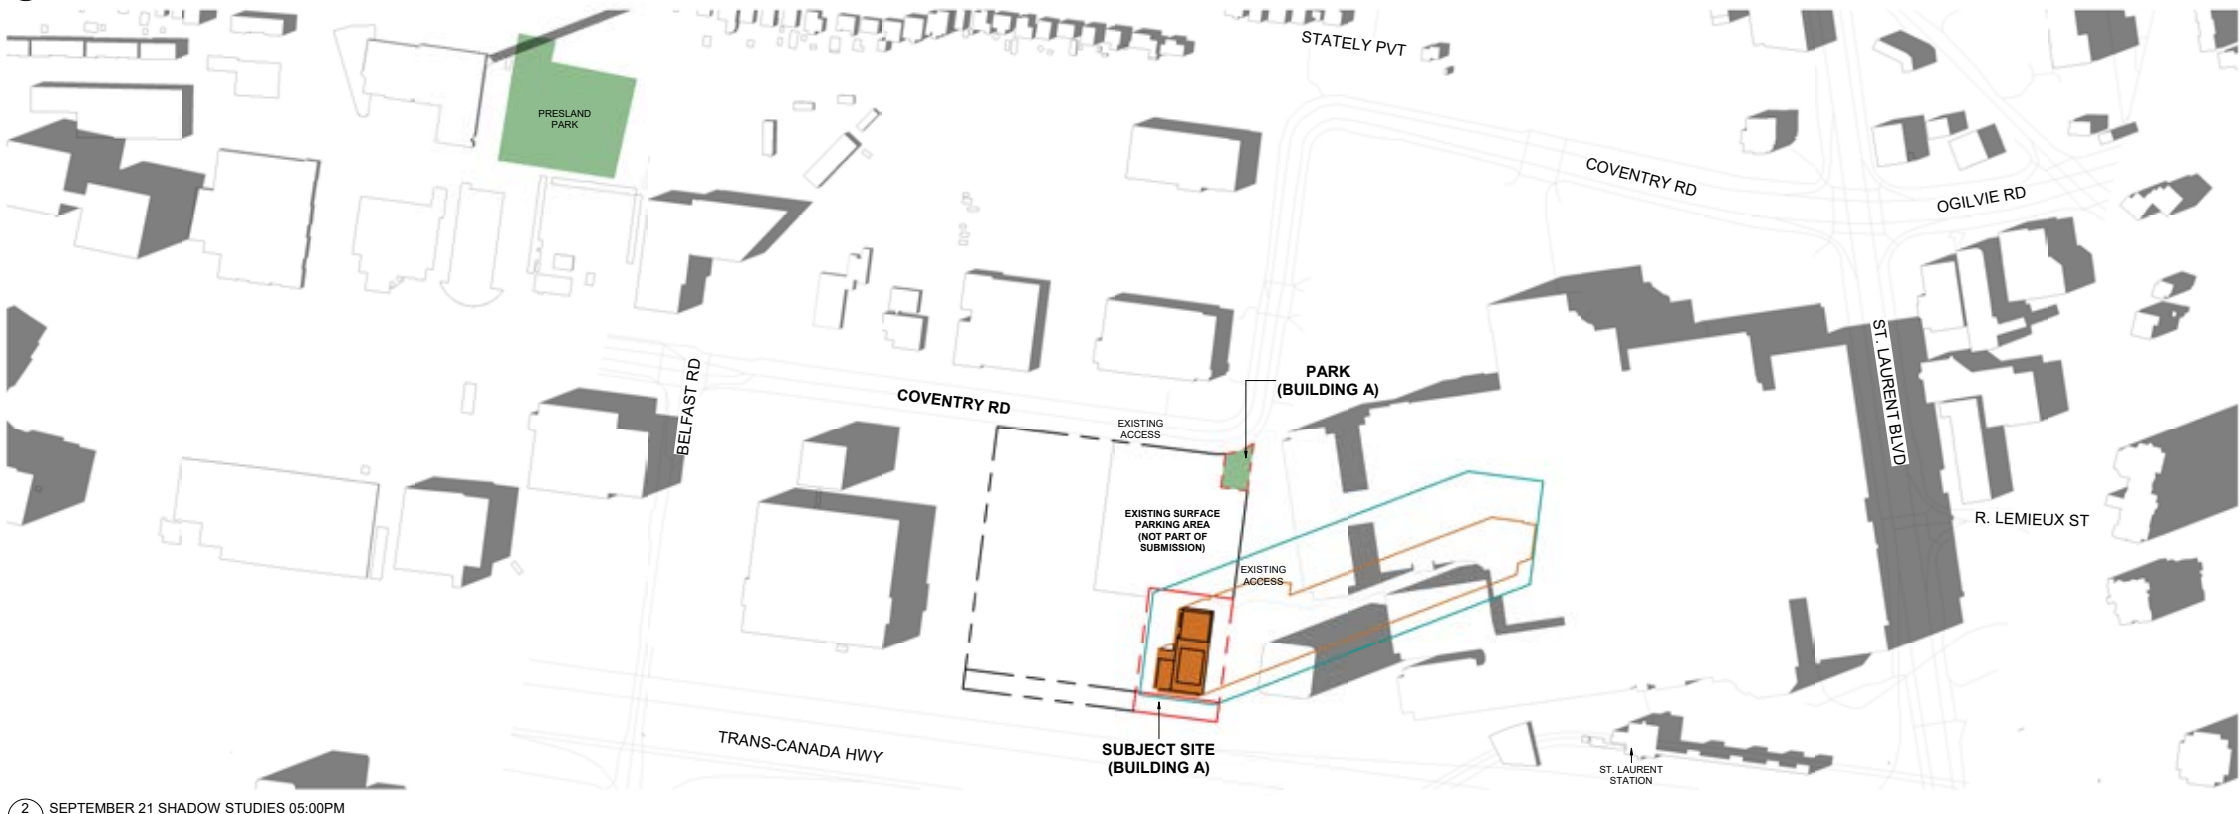 STATELY PVT
PRESLAND
PARK
COVENTRY RD
OGILVIE RD
ST. LAURENT BLVD
BELFAST RD
PARK
(BUILDING A)
COVENTRY RD
EXISTING
ACCESS
EXISTING SURFACE
PARKING AREA
(NOT PART OF
SUBMISSION)
R. LEMIEUX ST
EXISTING
ACCESS
TRANS-CANADA HWY
SUBJECT SITE
(BUILDING A)
ST. LAURENT
STATION
2 SEPTEMBER 21 SHADOW STUDIES 05:00PM